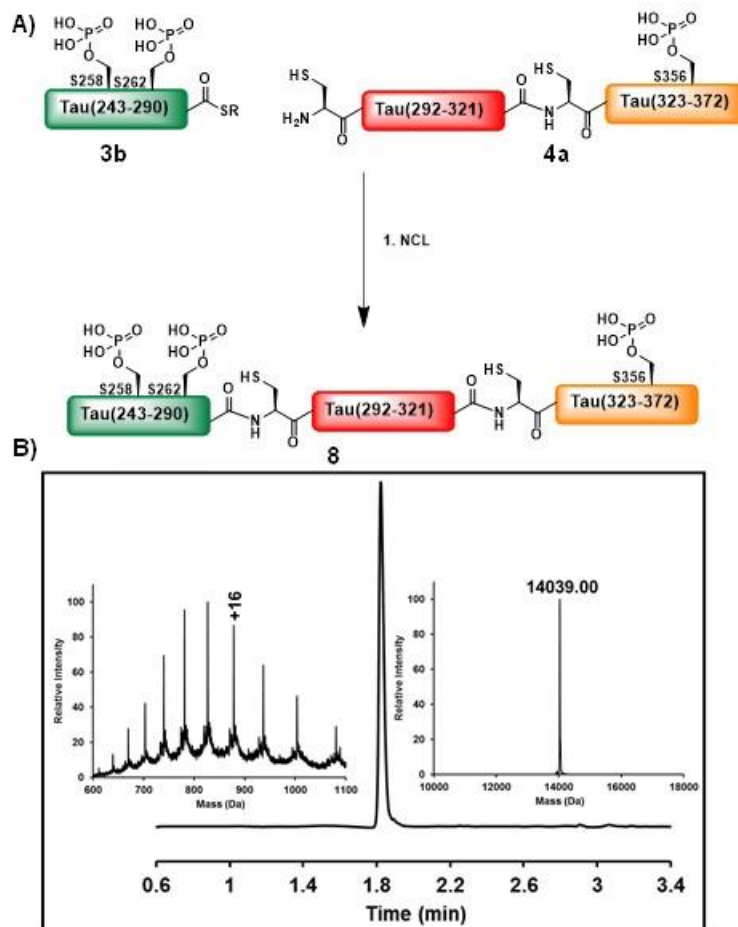 A)
HO O
HO P
O
S258
HO O
HO P
O
S262
Tau(243-290)
O
SR
3b
HS
H₂N
O
Tau(292-321)
O
N
H
HS
O
4a
HO O
HO P
O
S356
Tau(323-372)
1. NCL
HO O
HO P
O
S258
HO O
HO P
O
S262
Tau(243-290)
O
N
H
HS
O
Tau(292-321)
O
N
H
HS
O
HO O
HO P
O
S356
Tau(323-372)
8
B)
Relative Intensity
100
80
60
40
20
0
600 700 800 900 1000 1100
Mass (Da)
+16
14039.00
Relative Intensity
100
80
60
40
20
0
10000 12000 14000 16000 18000
Mass (Da)
0.6 1 1.4 1.8 2.2 2.6 3 3.4
Time (min)